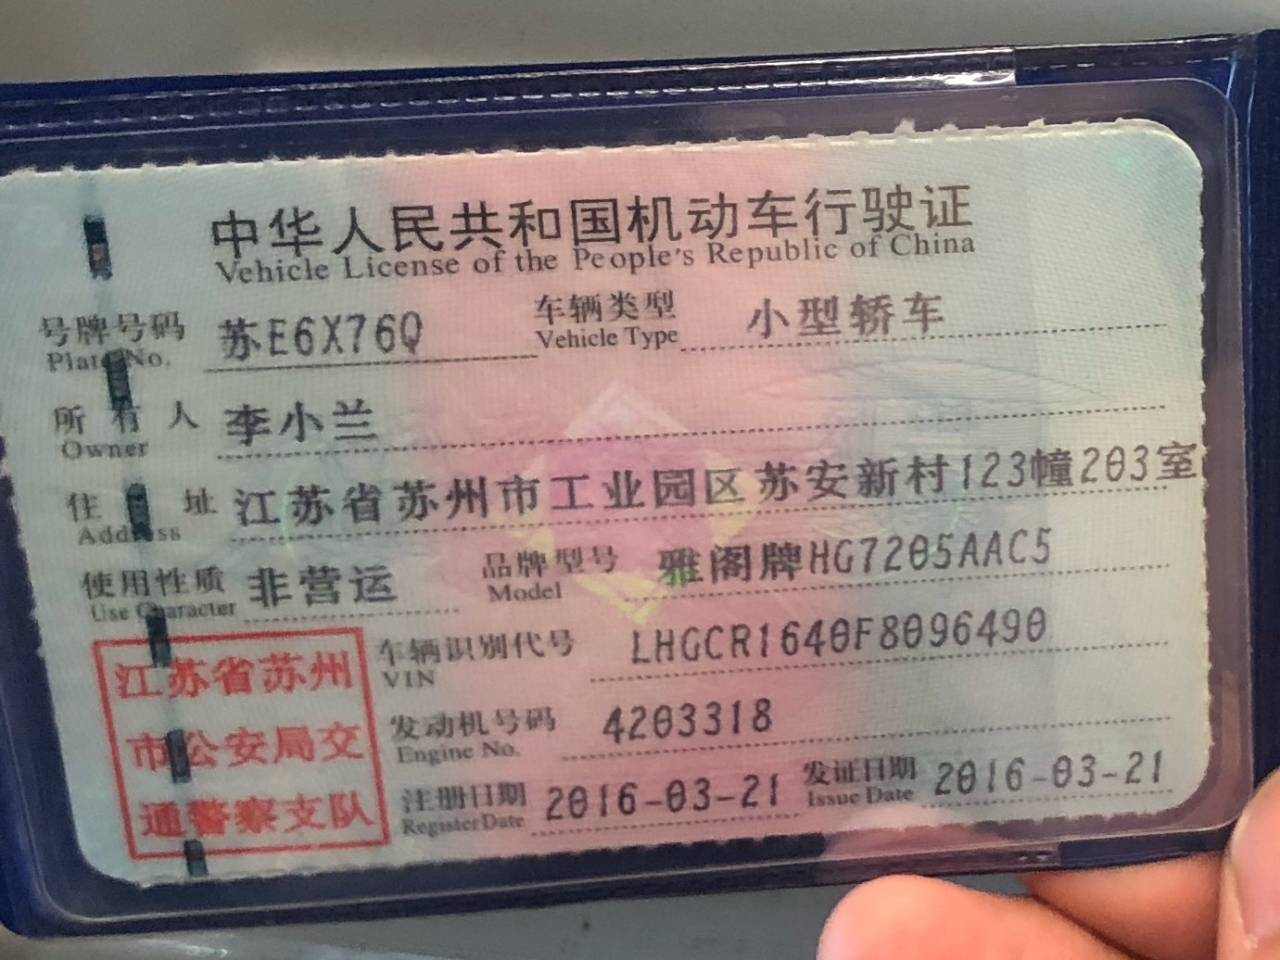 中华人民共和国机动车行驶证
Vehicle License of the People's Republic of China
号牌号码 苏E6X76Q 车辆类型 小型轿车
Plate No. Vehicle Type
所有人 李小兰
Owner
住址 江苏省苏州市工业园区苏安新村123幢203室
Address
使用性质 非营运 品牌型号 雅阁牌HG7205AAC5
Use Character Model
车辆识别代号 LHGCR1640F8096490
VIN
发动机号码 4203318
Engine No.
注册日期 2016-03-21 发证日期 2016-03-21
Register Date Issue Date
江苏省苏州
市公安局交
通警察支队